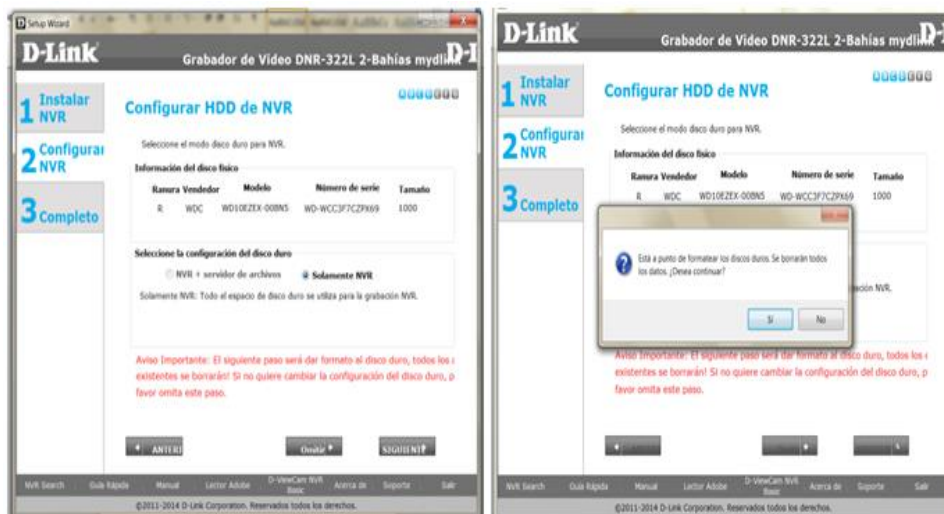 Setup Wizard
D-Link
Grabador de Video DNR-322L 2-Bahías
1 Instalar
NVR
2 Configurar
NVR
3 Completo
Configurar HDD de NVR
Seleccione el modo disco duro para NVR.
Información del disco físico
Ranura Vendedor Modelo Número de serie Tamaño
R WDC WD10EZEX-00BN5 WD-WCC3F7CZPX69 1000
Seleccione la configuración del disco duro
NVR + servidor de archivos Solamente NVR
Solamente NVR: Todo el espacio de disco duro se utiliza para la grabación NVR.
Aviso Importante: El siguiente paso será dar formato al disco duro, todos los
existentes se borrarán! Si no quiere cambiar la configuración del disco duro, p
favor omita este paso.
ANTERI Omitir SIGUIENTE
NVR Search Guía Rápida Manual Lector Adobe D-ViewCam NVR Acerca de Soporte Salir
Basic
©2011-2014 D-Link Corporation. Reservados todos los derechos.
D-Link
Grabador de Video DNR-322L 2-Bahías
1 Instalar
NVR
2 Configurar
NVR
3 Completo
Configurar HDD de NVR
Seleccione el modo disco duro para NVR.
Información del disco físico
Ranura Vendedor Modelo Número de serie Tamaño
R WDC WD10EZEX-00BN5 WD-WCC3F7CZPX69 1000
Está a punto de formatear los discos duros. Se borrarán todos
los datos. ¿Desea continuar?
NVR.
Sí No
Aviso Importante: El siguiente paso será dar formato al disco duro, todos los
existentes se borrarán! Si no quiere cambiar la configuración del disco duro, p
favor omita este paso.
NVR Search Guía Rápida Manual Lector Adobe D-ViewCam NVR Acerca de Soporte Salir
Basic
©2011-2014 D-Link Corporation. Reservados todos los derechos.